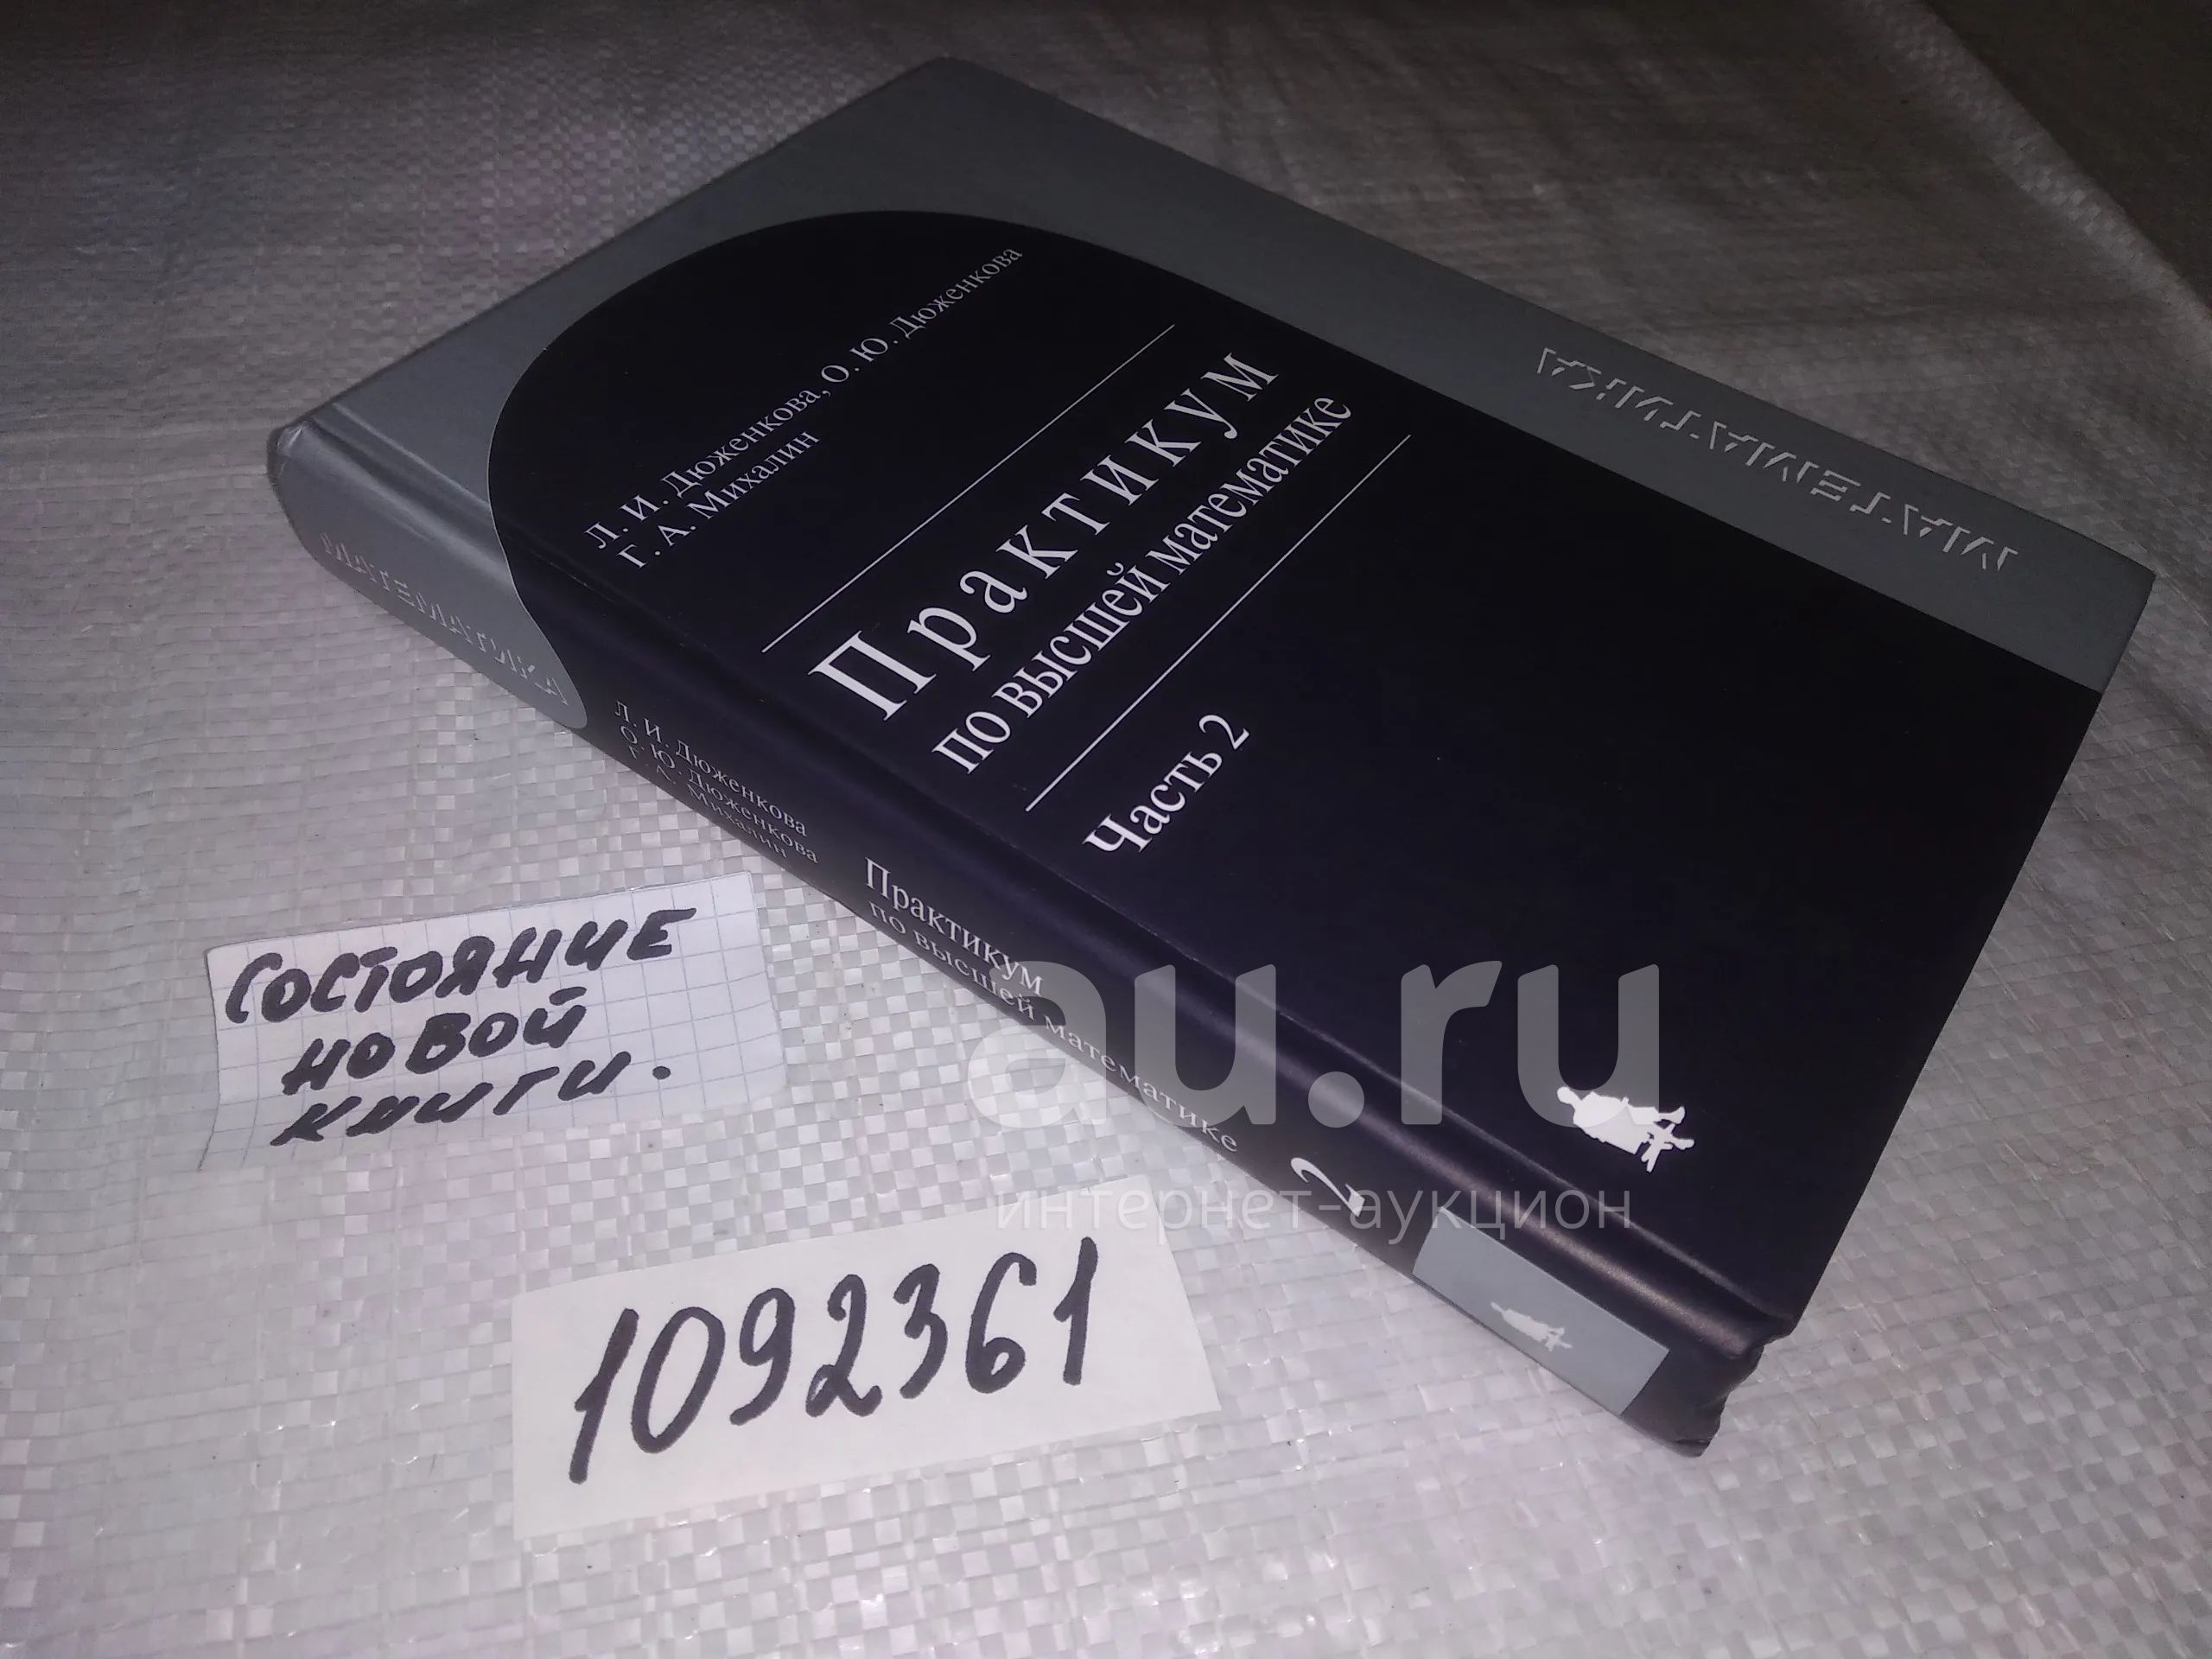 Л. И. Дюженкова, О. Ю. Дюженкова
Г. А. Михалин
Практикум
по высшей математике
Часть 2
МАТЕМАТИКА
МАТЕМАТИКА
Л. И. Дюженкова
О. Ю. Дюженкова
Г. А. Михалин
Практикум
по высшей математике
2
au.ru
интернет-аукцион
СОСТОЯНИЕ
НОВОЙ
КНИГИ.
1092361